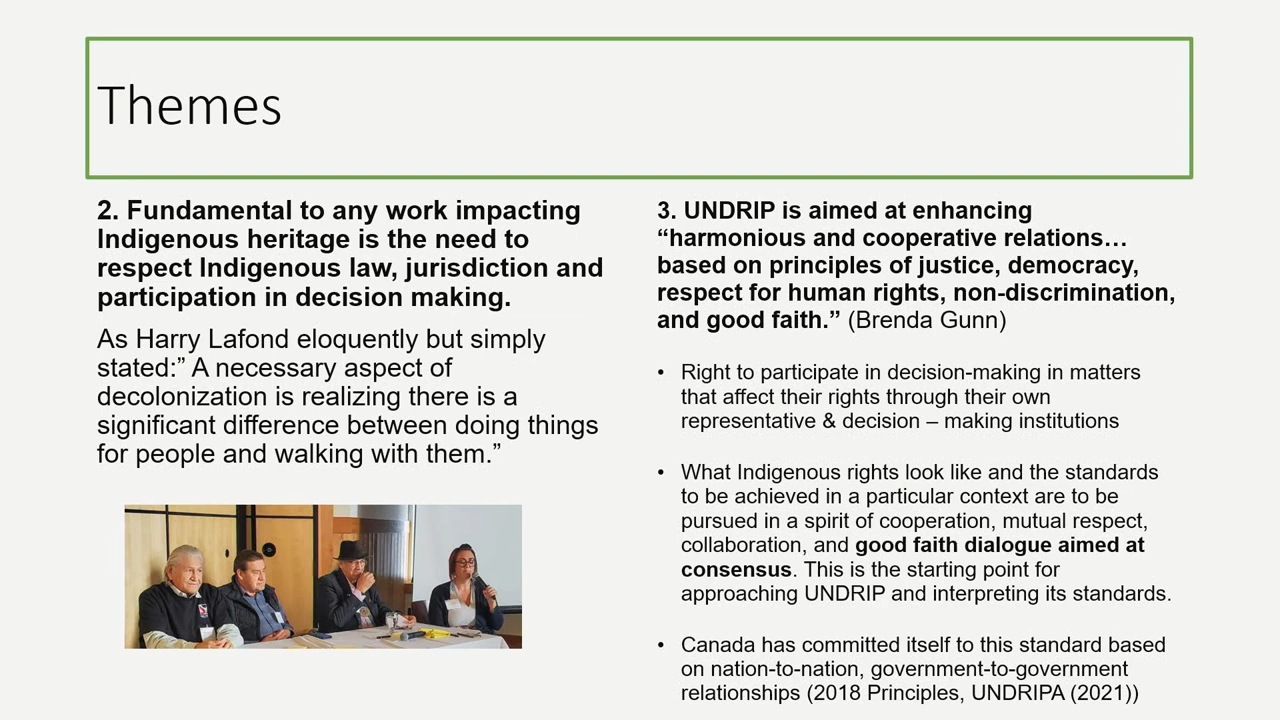 Themes
2. Fundamental to any work impacting
Indigenous heritage is the need to
respect Indigenous law, jurisdiction and
participation in decision making.
As Harry Lafond eloquently but simply
stated:” A necessary aspect of
decolonization is realizing there is a
significant difference between doing things
for people and walking with them.”
3. UNDRIP is aimed at enhancing
“harmonious and cooperative relations…
based on principles of justice, democracy,
respect for human rights, non-discrimination,
and good faith.” (Brenda Gunn)
• Right to participate in decision-making in matters
that affect their rights through their own
representative & decision – making institutions
• What Indigenous rights look like and the standards
to be achieved in a particular context are to be
pursued in a spirit of cooperation, mutual respect,
collaboration, and good faith dialogue aimed at
consensus. This is the starting point for
approaching UNDRIP and interpreting its standards.
• Canada has committed itself to this standard based
on nation-to-nation, government-to-government
relationships (2018 Principles, UNDRIPA (2021))